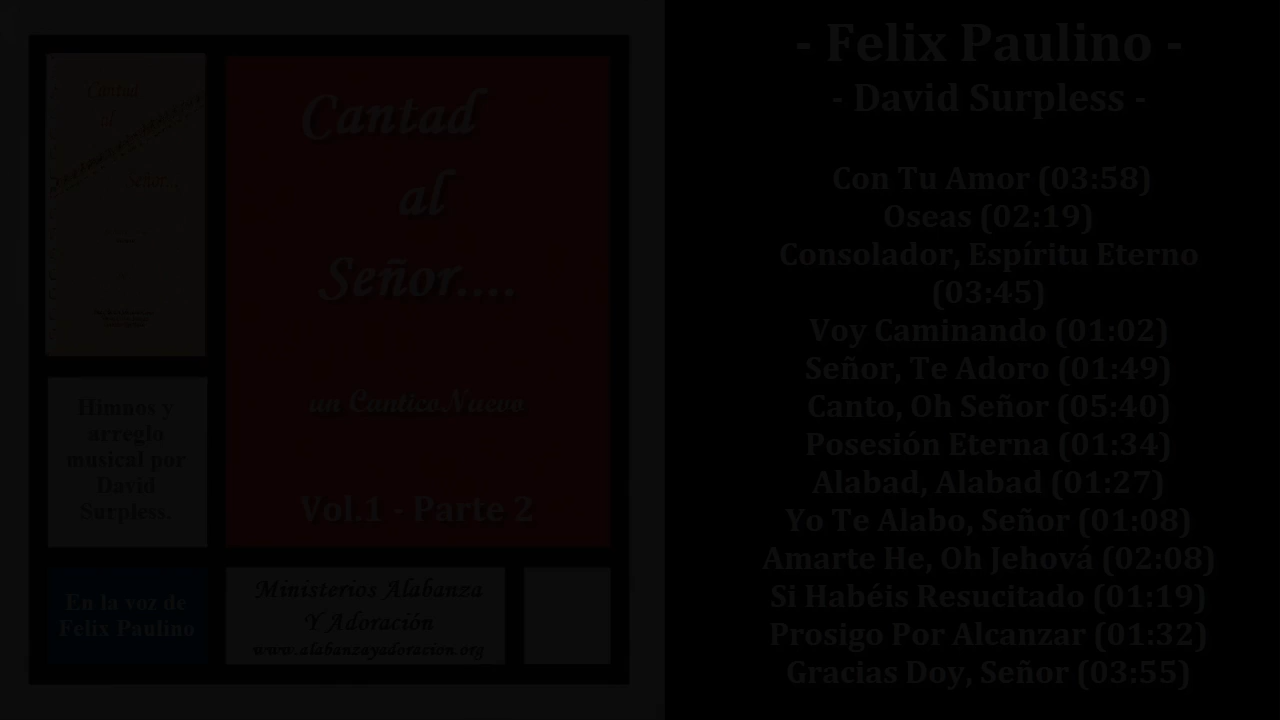 Cantad
al
Señor...
Cantad
al
Señor....
un Cantico Nuevo
Vol.1 - Parte 2
Himnos y
arreglo
musical por
David
Surpless.
En la voz de
Felix Paulino
Ministerios Alabanza
Y Adoración
www.alabanzayadoracion.org
- Felix Paulino -
- David Surpless -
Con Tu Amor (03:58)
Oseas (02:19)
Consolador, Espíritu Eterno
(03:45)
Voy Caminando (01:02)
Señor, Te Adoro (01:49)
Canto, Oh Señor (05:40)
Posesión Eterna (01:34)
Alabad, Alabad (01:27)
Yo Te Alabo, Señor (01:08)
Amarte He, Oh Jehová (02:08)
Si Habéis Resucitado (01:19)
Prosigo Por Alcanzar (01:32)
Gracias Doy, Señor (03:55)